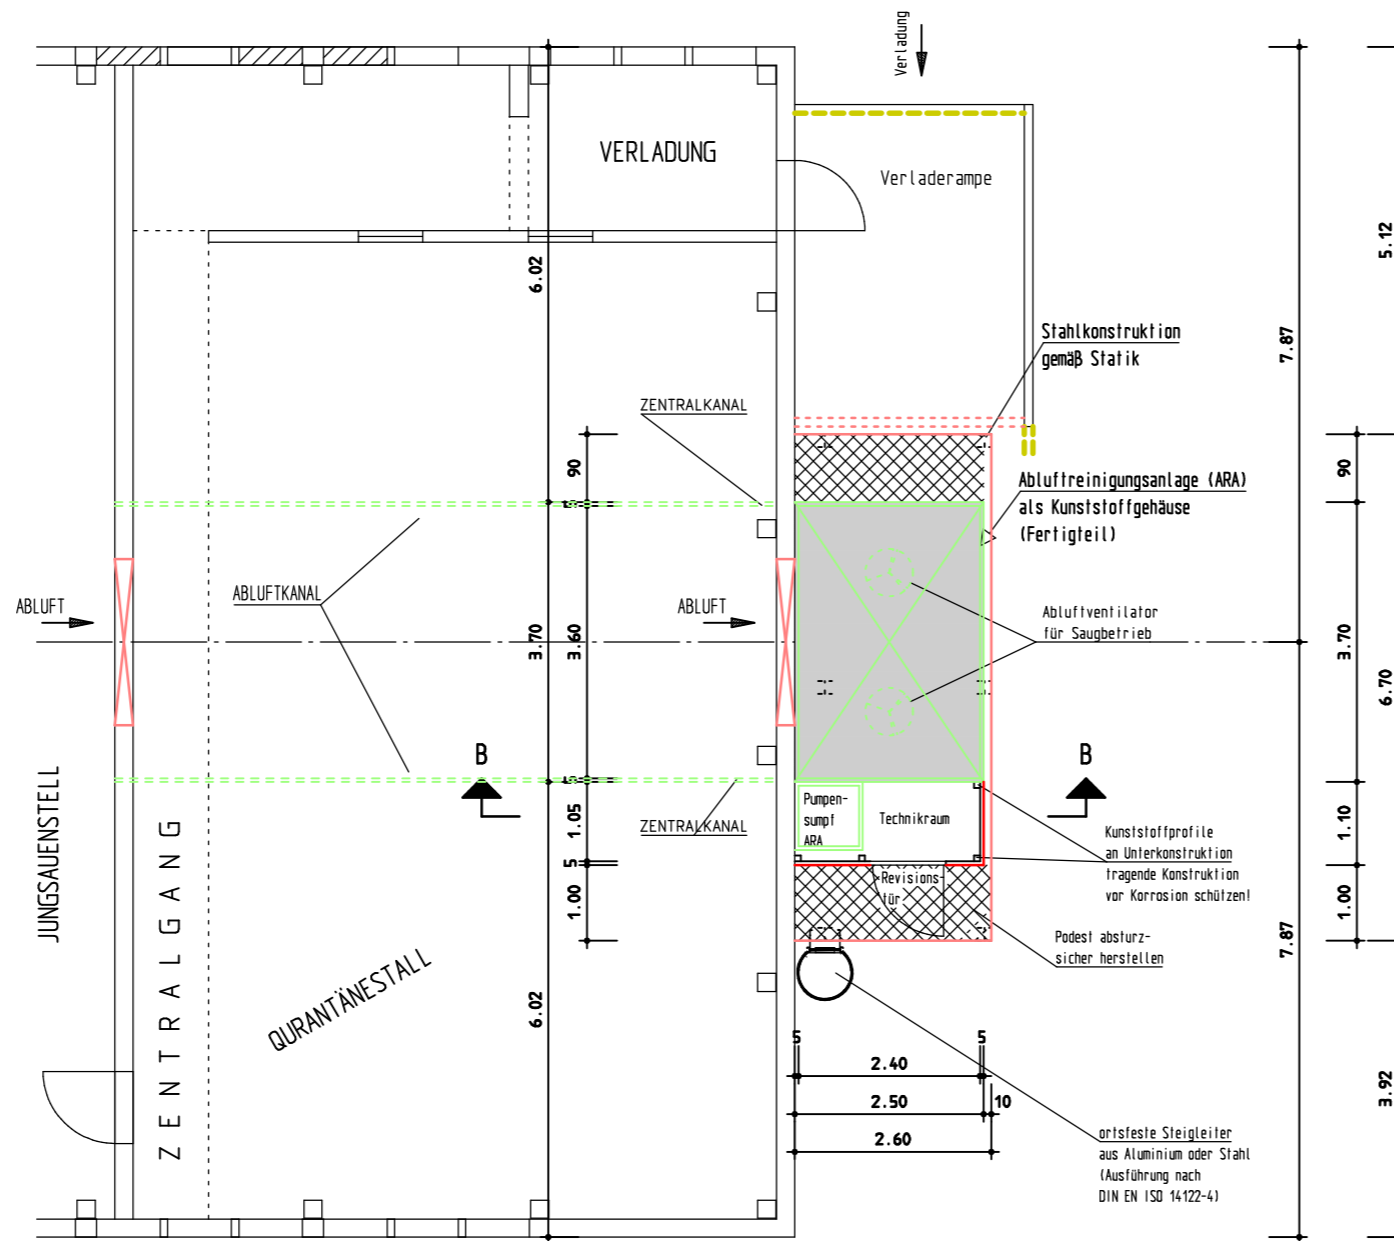 Verladung
VERLADUNG
Verladerampe
5.12
6.02
7.87
Stahlkonstruktion
gemäß Statik
ZENTRALKANAL
90
90
Abluftreinigungsanlage (ARA)
als Kunststoffgehäuse
(Fertigteil)
ABLUFT
ABLUFTKANAL
ABLUFT
3.70
3.60
Abluftventilator
für Saugbetrieb
3.70
6.70
B
B
JUNGSAUENSTELL
ZENTRALGANG
QURANTÄNESTALL
ZENTRALKANAL
1.05
5
1.00
Pumpen-
sumpf
ARA
Technikraum
Revisions-
tür
Kunststoffprofile
an Unterkonstruktion
tragende Konstruktion
vor Korrosion schützen!
1.10
1.00
Podest absturz-
sicher herstellen
7.87
6.02
5
5
2.40
2.50
10
2.60
3.92
ortsfeste Steigleiter
aus Aluminium oder Stahl
(Ausführung nach
DIN EN ISO 14122-4)